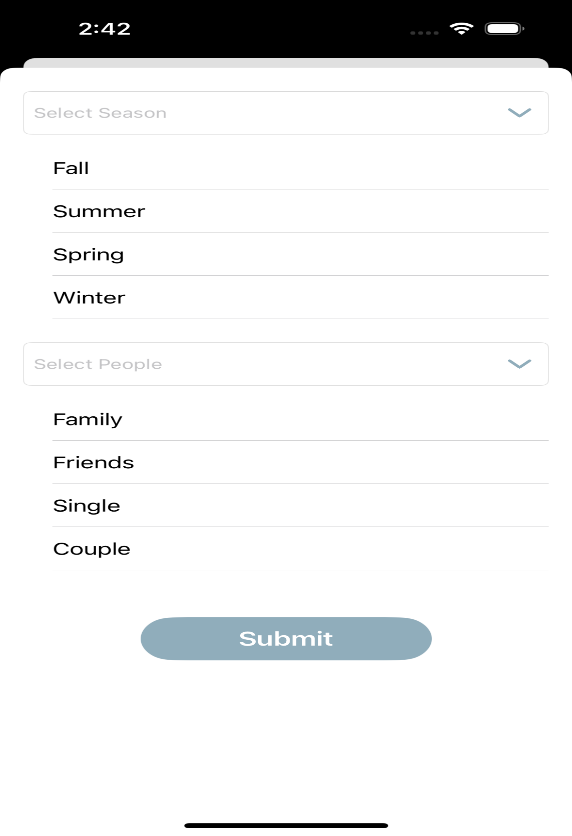 2:42
Select Season
Fall
Summer
Spring
Winter
Select People
Family
Friends
Single
Couple
Submit